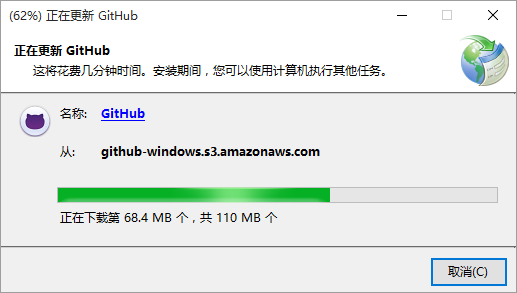 (62%) 正在更新 GitHub
正在更新 GitHub
这将花费几分钟时间。安装期间，您可以使用计算机执行其他任务。
名称: GitHub
从: github-windows.s3.amazonaws.com
正在下载第 68.4 MB 个，共 110 MB 个
取消(C)